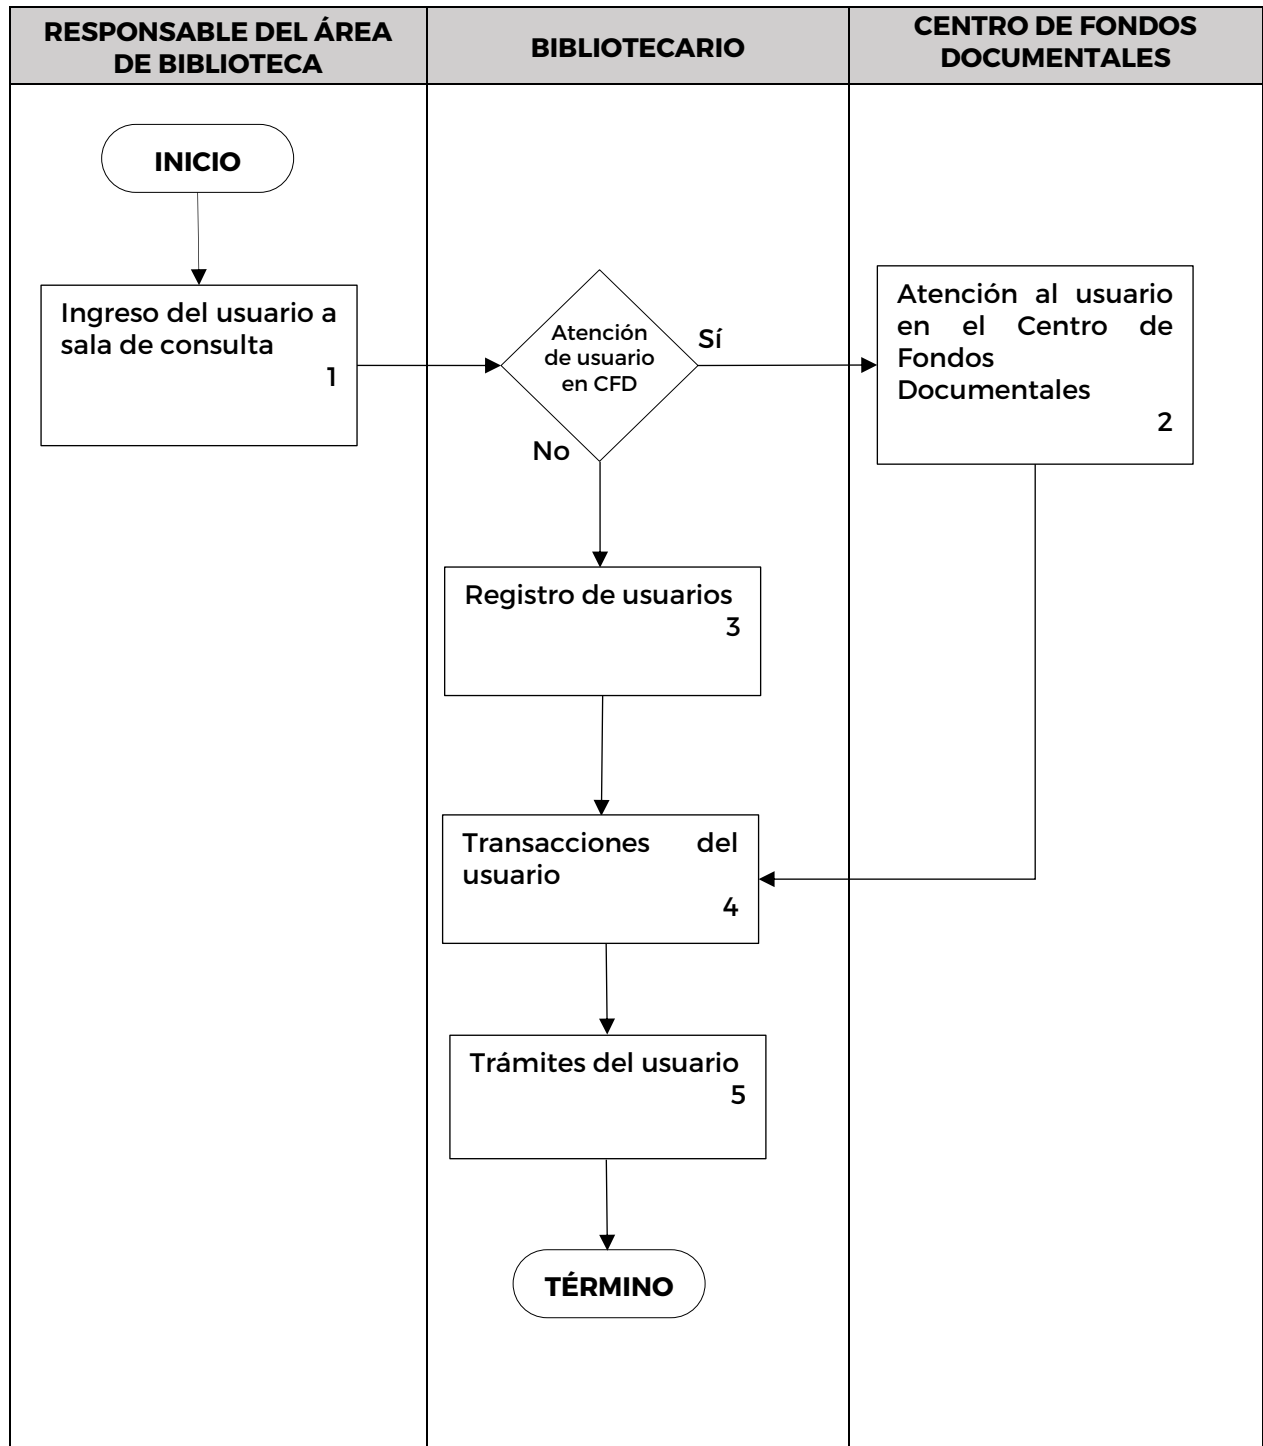 RESPONSABLE DEL ÁREA
DE BIBLIOTECA
BIBLIOTECARIO
CENTRO DE FONDOS
DOCUMENTALES
INICIO
Ingreso del usuario a
sala de consulta
1
Atención
de usuario
en CFD
Sí
No
Atención al usuario
en el Centro de
Fondos
Documentales
2
Registro de usuarios
3
Transacciones del
usuario
4
Trámites del usuario
5
TÉRMINO